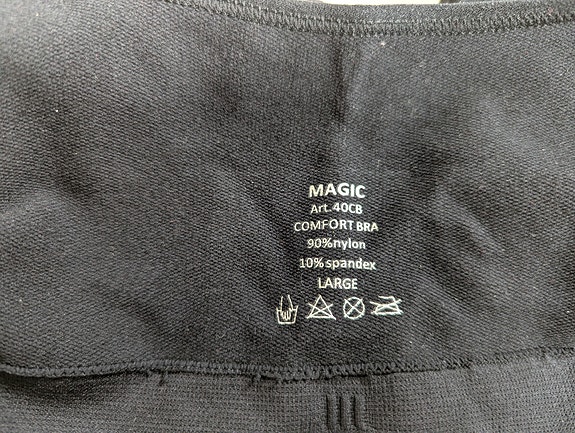 MAGIC
Art.40CB
COMFORT BRA
90%nylon
10%spandex
LARGE